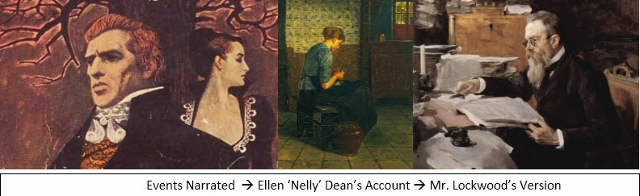 Events Narrated → Ellen ‘Nelly’ Dean’s Account → Mr. Lockwood’s Version